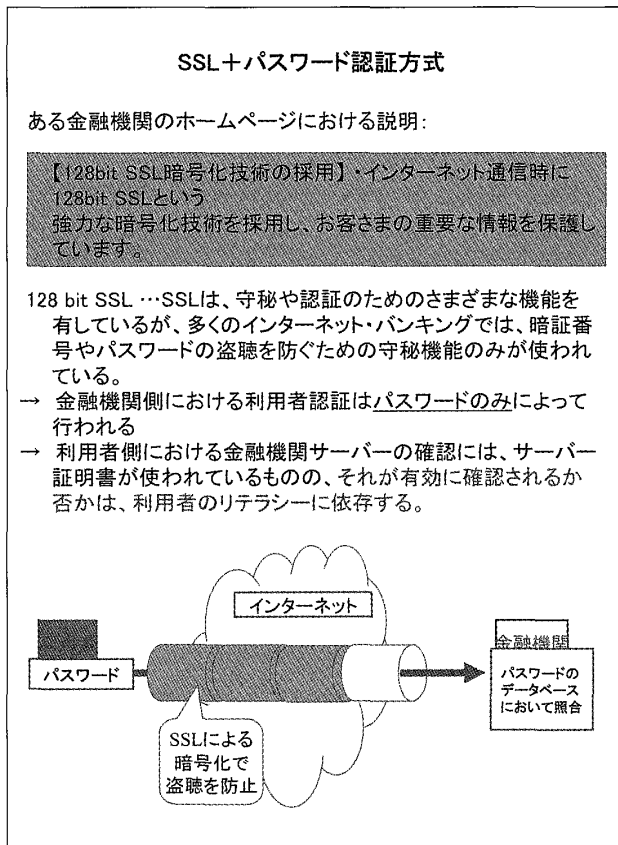 SSL+パスワード認証方式
ある金融機関のホームページにおける説明:
【128bit SSL暗号化技術の採用】・インターネット通信時に
128bit SSLという
強力な暗号化技術を採用し、お客さまの重要な情報を保護し
ています。
128 bit SSL …SSLは、守秘や認証のためのさまざまな機能を
有しているが、多くのインターネット・バンキングでは、暗証番
号やパスワードの盗聴を防ぐための守秘機能のみが使われ
ている。
→ 金融機関側における利用者認証はパスワードのみによって
行われる
→ 利用者側における金融機関サーバーの確認には、サーバー
証明書が使われているものの、それが有効に確認されるか
否かは、利用者のリテラシーに依存する。
インターネット
パスワード
金融機関
パスワードの
データベース
において照合
SSLによる
暗号化で
盗聴を防止